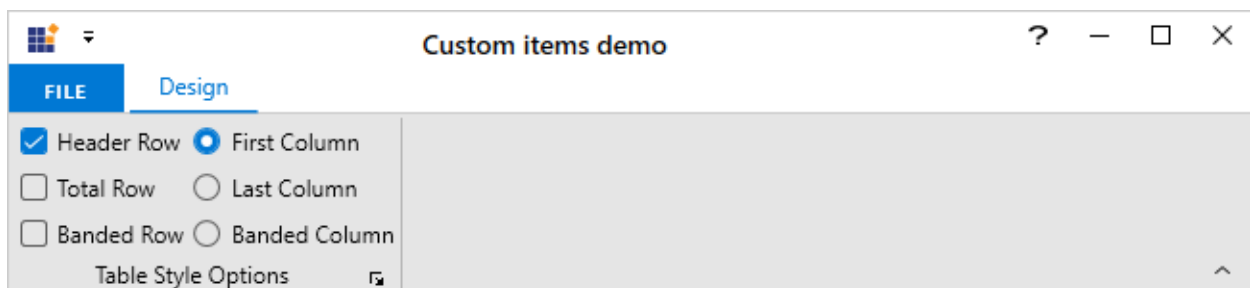 Custom items demo
?
FILE Design
Header Row First Column
Total Row Last Column
Banded Row Banded Column
Table Style Options